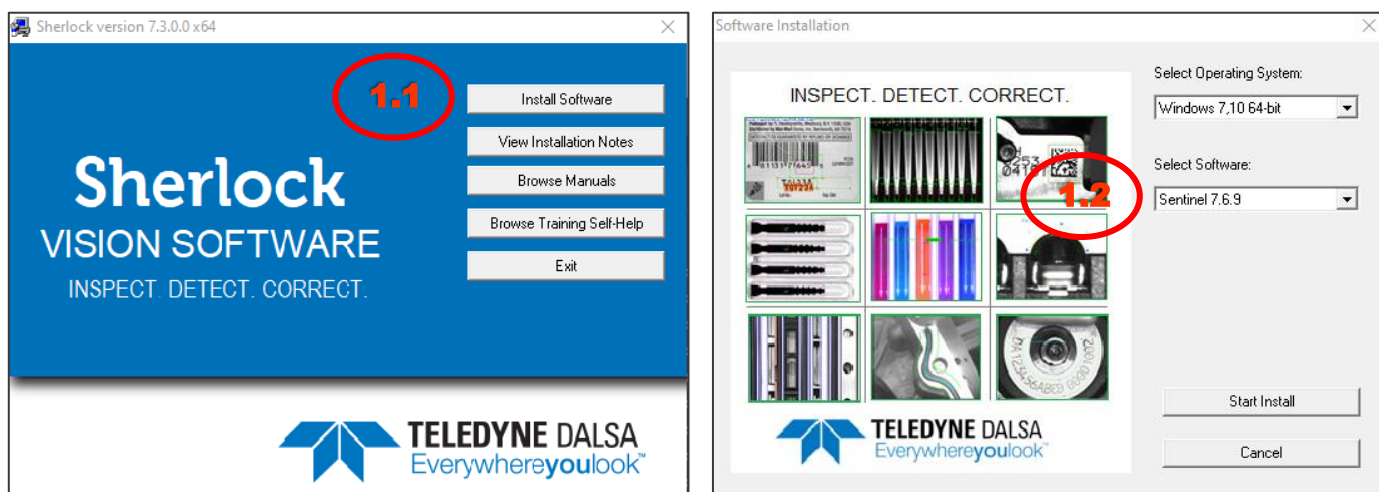 Sherlock version 7.3.0.0 x64
1.1
Install Software
View Installation Notes
Browse Manuals
Browse Training Self-Help
Exit
Sherlock
VISION SOFTWARE
INSPECT. DETECT. CORRECT.
TELEDYNE DALSA
Everywhereyoulook™
Software Installation
INSPECT. DETECT. CORRECT.
Select Operating System:
Windows 7,10 64-bit
Select Software:
1.2
Sentinel 7.6.9
TELEDYNE DALSA
Everywhereyoulook™
Start Install
Cancel